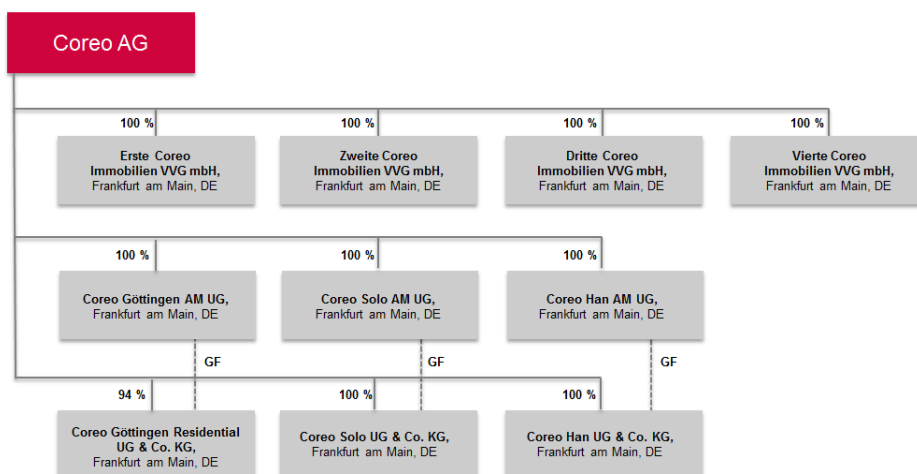 Coreo AG
100 %
100 %
100 %
100 %
Erste Coreo
Immobilien VVG mbH,
Frankfurt am Main, DE
Zweite Coreo
Immobilien VVG mbH,
Frankfurt am Main, DE
Dritte Coreo
Immobilien VVG mbH,
Frankfurt am Main, DE
Vierte Coreo
Immobilien VVG mbH,
Frankfurt am Main, DE
100 %
100 %
100 %
Coreo Göttingen AM UG,
Frankfurt am Main, DE
Coreo Solo AM UG,
Frankfurt am Main, DE
Coreo Han AM UG,
Frankfurt am Main, DE
GF
GF
GF
94 %
100 %
100 %
Coreo Göttingen Residential
UG & Co. KG,
Frankfurt am Main, DE
Coreo Solo UG & Co. KG,
Frankfurt am Main, DE
Coreo Han UG & Co. KG,
Frankfurt am Main, DE